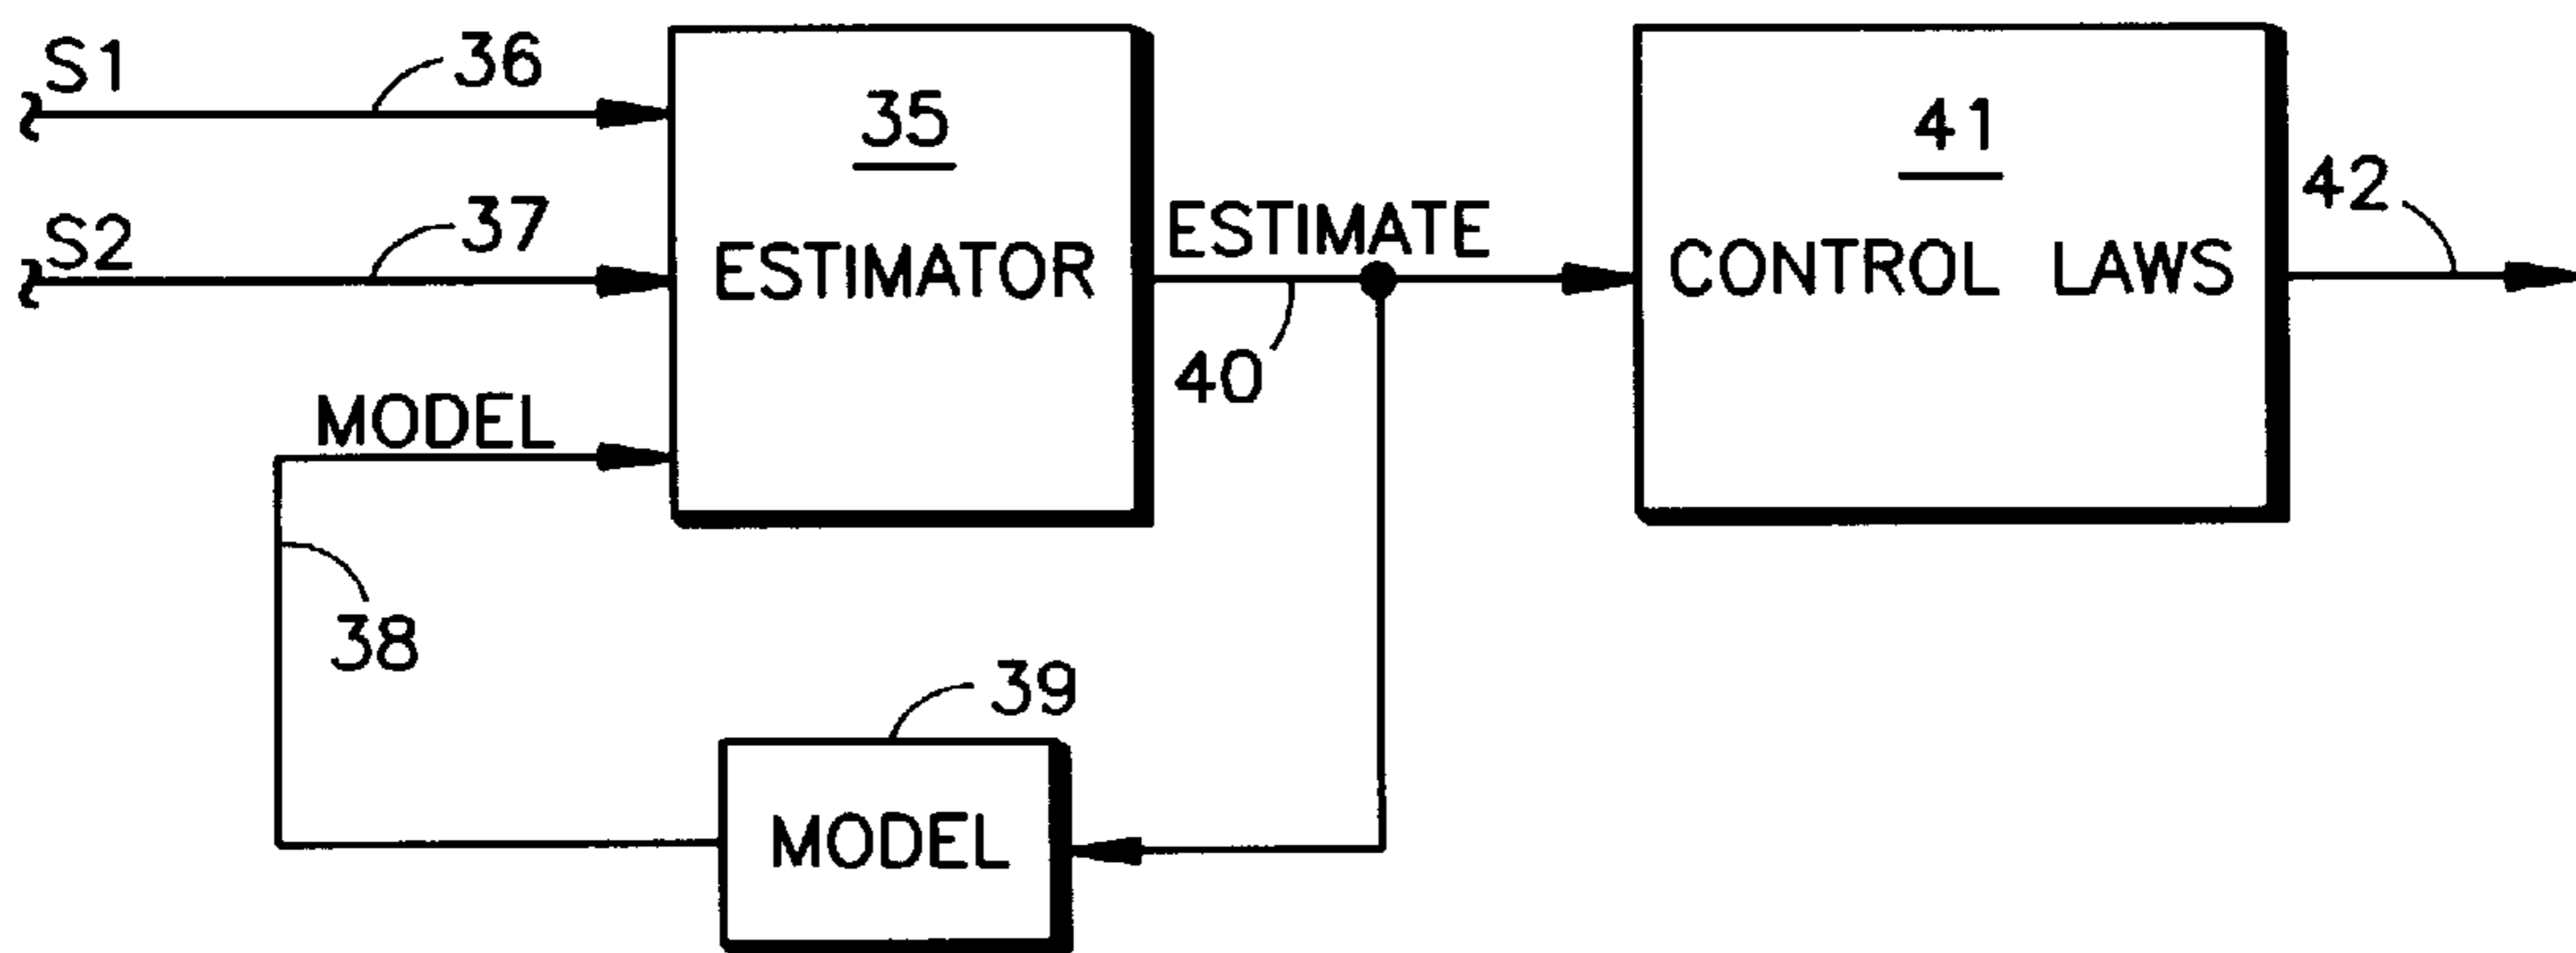 S1
36
35
41
S2
37
ESTIMATOR
ESTIMATE
CONTROL LAWS
42
40
MODEL
38
39
MODEL